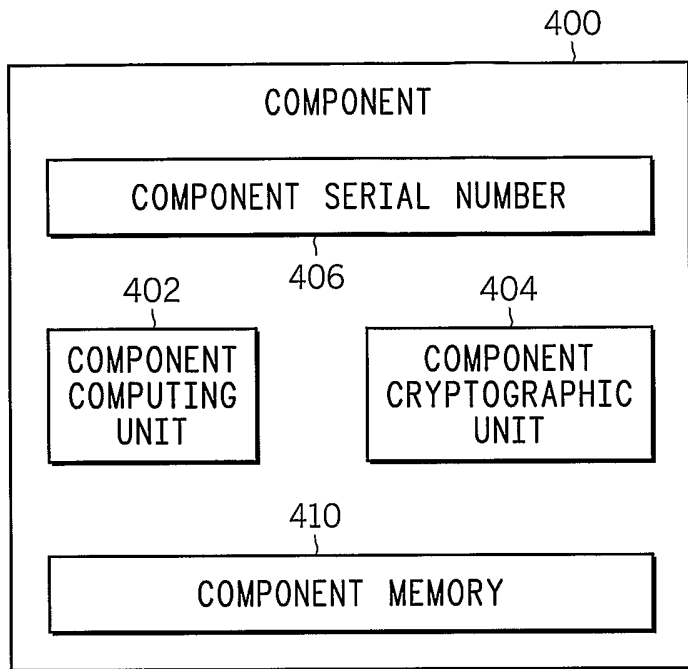 400
COMPONENT
COMPONENT SERIAL NUMBER
406
402
COMPONENT
COMPUTING
UNIT
404
COMPONENT
CRYPTOGRAPHIC
UNIT
410
COMPONENT MEMORY